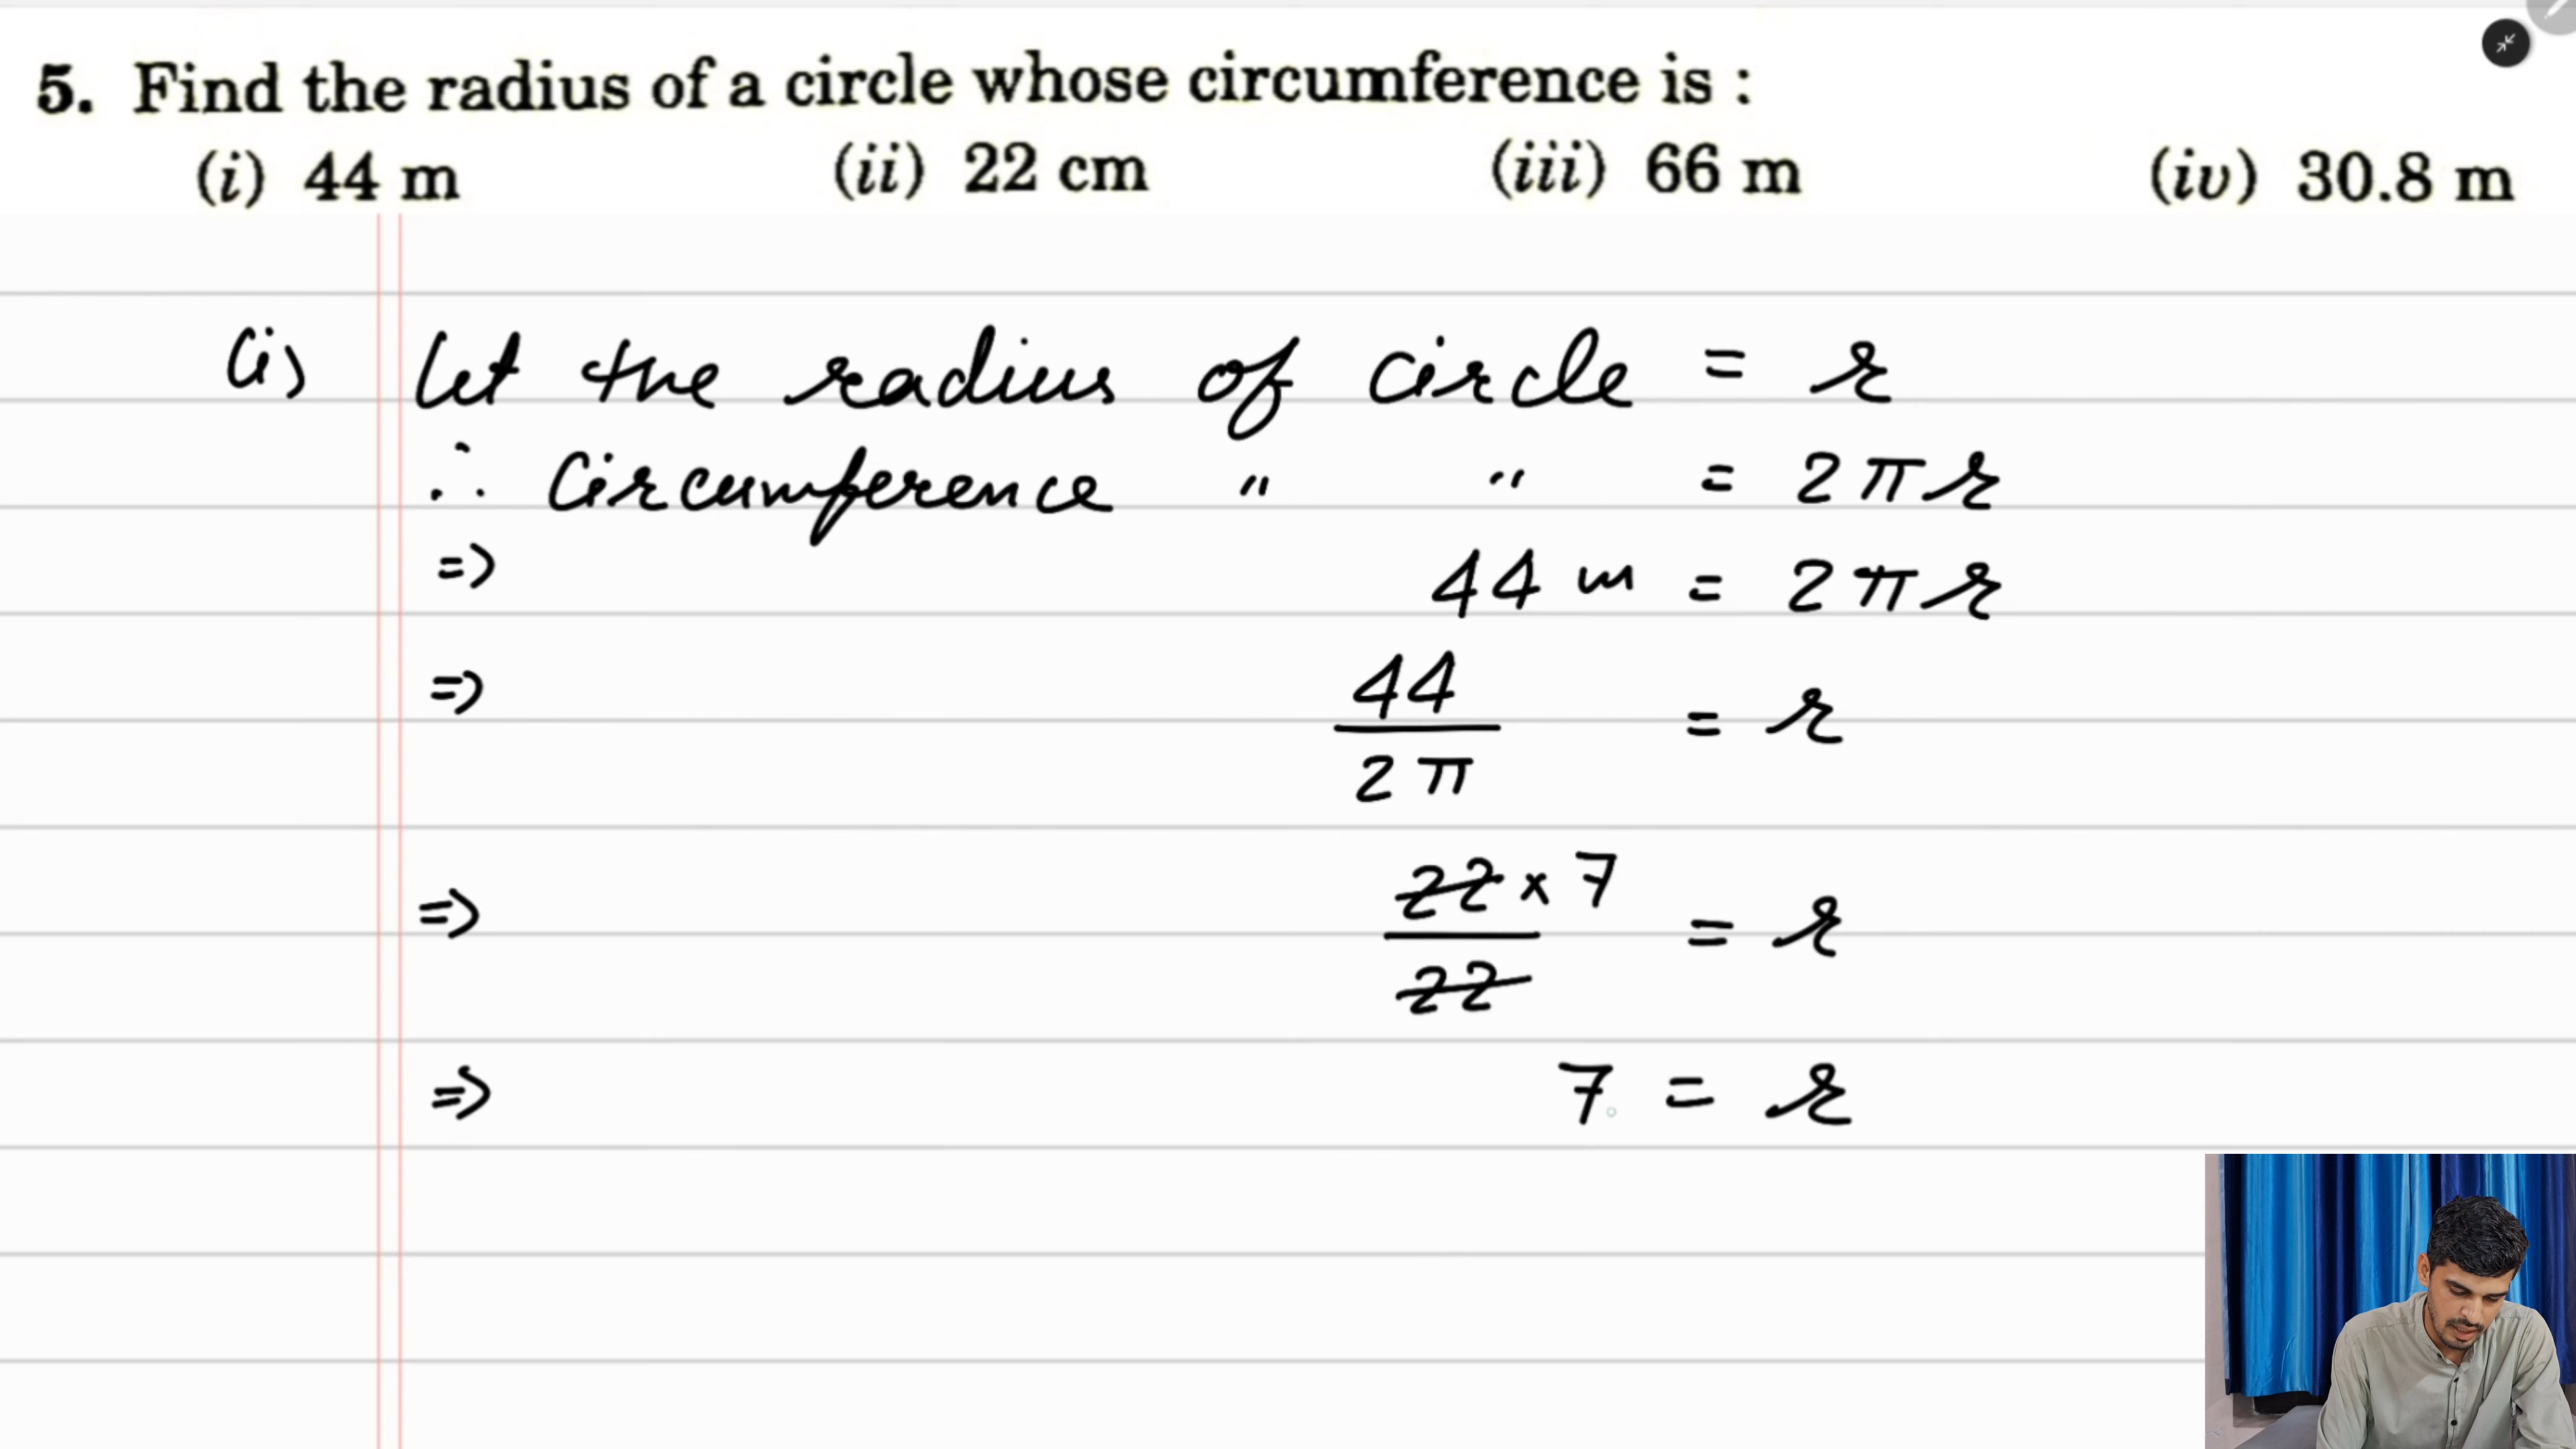 5. Find the radius of a circle whose circumference is :
(i) 44 m (ii) 22 cm (iii) 66 m (iv) 30.8 m
(i) Let the radius of circle = r
∴ Circumference " " = 2πr
=> 44 m = 2πr
=> 44/2π = r
=> 22 × 7/22 = r
=> 7 = r